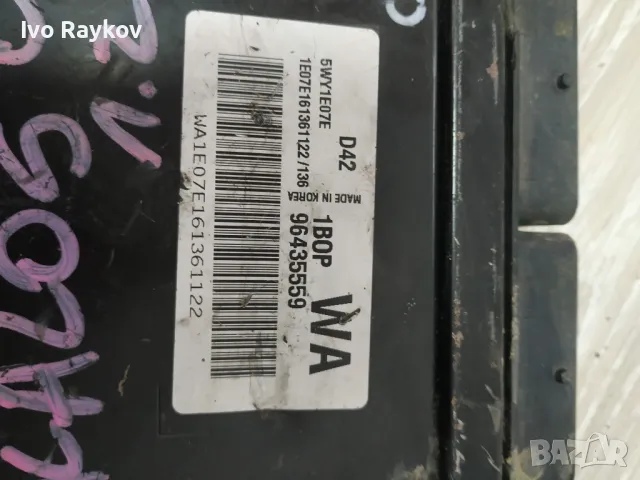 Ivo Raykov
5WY1E07E D42
1E07E161361122/136 MADE IN KOREA
1BOP
96435559
WA
WA1E07E161361122
BAZAR
bg